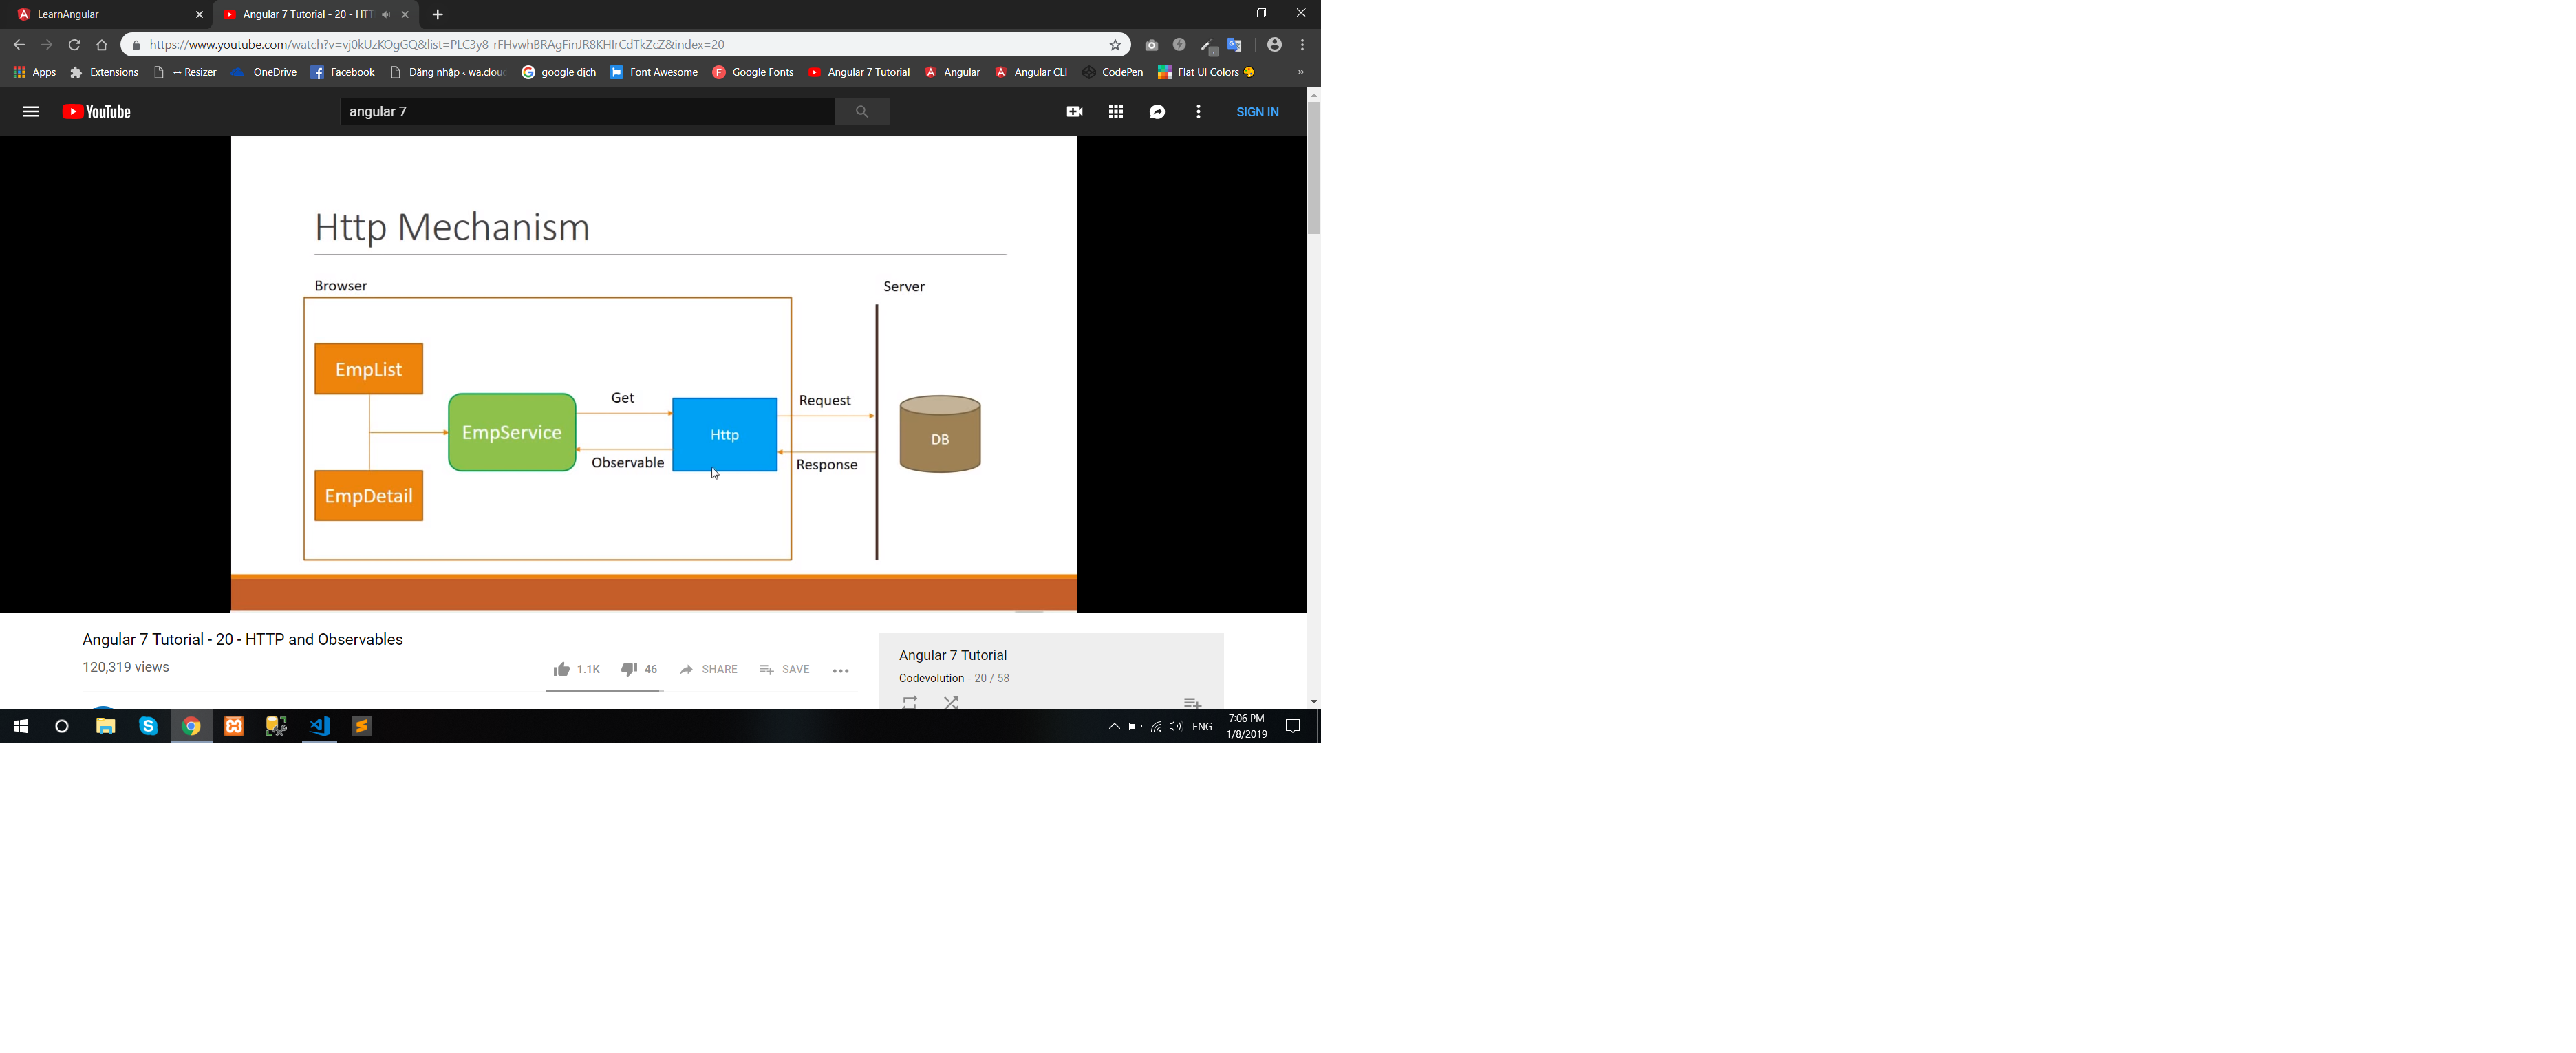 LearnAngular
Angular 7 Tutorial - 20 - HTT
https://www.youtube.com/watch?v=vj0kUzKOgGQ&list=PLC3y8-rFHvwhBRAgFinJR8KHIrCdTkZcZ&index=20
Apps Extensions ↔ Resizer OneDrive Facebook Đăng nhập ‹ wa.clou google dịch Font Awesome Google Fonts Angular 7 Tutorial Angular Angular CLI CodePen Flat UI Colors »
YouTube angular 7 SIGN IN
Http Mechanism
Browser Server
EmpList
Get Request
EmpService Http DB
Observable Response
EmpDetail
Angular 7 Tutorial - 20 - HTTP and Observables
120,319 views
1.1K 46 SHARE SAVE
Angular 7 Tutorial
Codevolution - 20 / 58
ENG
7:06 PM
1/8/2019